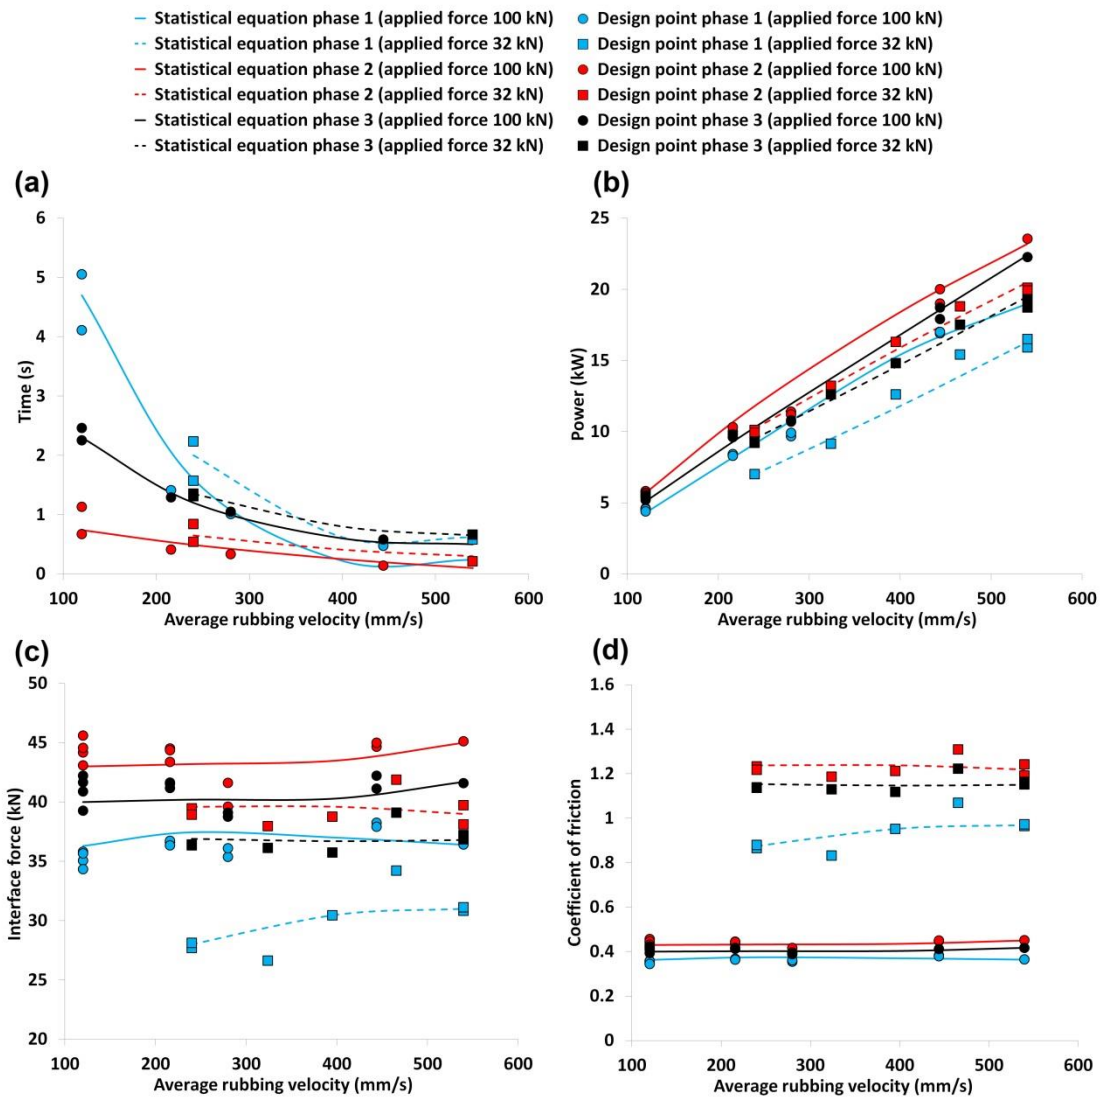 Statistical equation phase 1 (applied force 100 kN)
Statistical equation phase 1 (applied force 32 kN)
Statistical equation phase 2 (applied force 100 kN)
Statistical equation phase 2 (applied force 32 kN)
Statistical equation phase 3 (applied force 100 kN)
Statistical equation phase 3 (applied force 32 kN)
Design point phase 1 (applied force 100 kN)
Design point phase 1 (applied force 32 kN)
Design point phase 2 (applied force 100 kN)
Design point phase 2 (applied force 32 kN)
Design point phase 3 (applied force 100 kN)
Design point phase 3 (applied force 32 kN)
(a)
Time (s)
6
5
4
3
2
1
0
100 200 300 400 500 600
Average rubbing velocity (mm/s)
(b)
Power (kW)
25
20
15
10
5
0
100 200 300 400 500 600
Average rubbing velocity (mm/s)
(c)
Interface force (kN)
50
45
40
35
30
25
20
100 200 300 400 500 600
Average rubbing velocity (mm/s)
(d)
Coefficient of friction
1.6
1.4
1.2
1
0.8
0.6
0.4
0.2
0
100 200 300 400 500 600
Average rubbing velocity (mm/s)